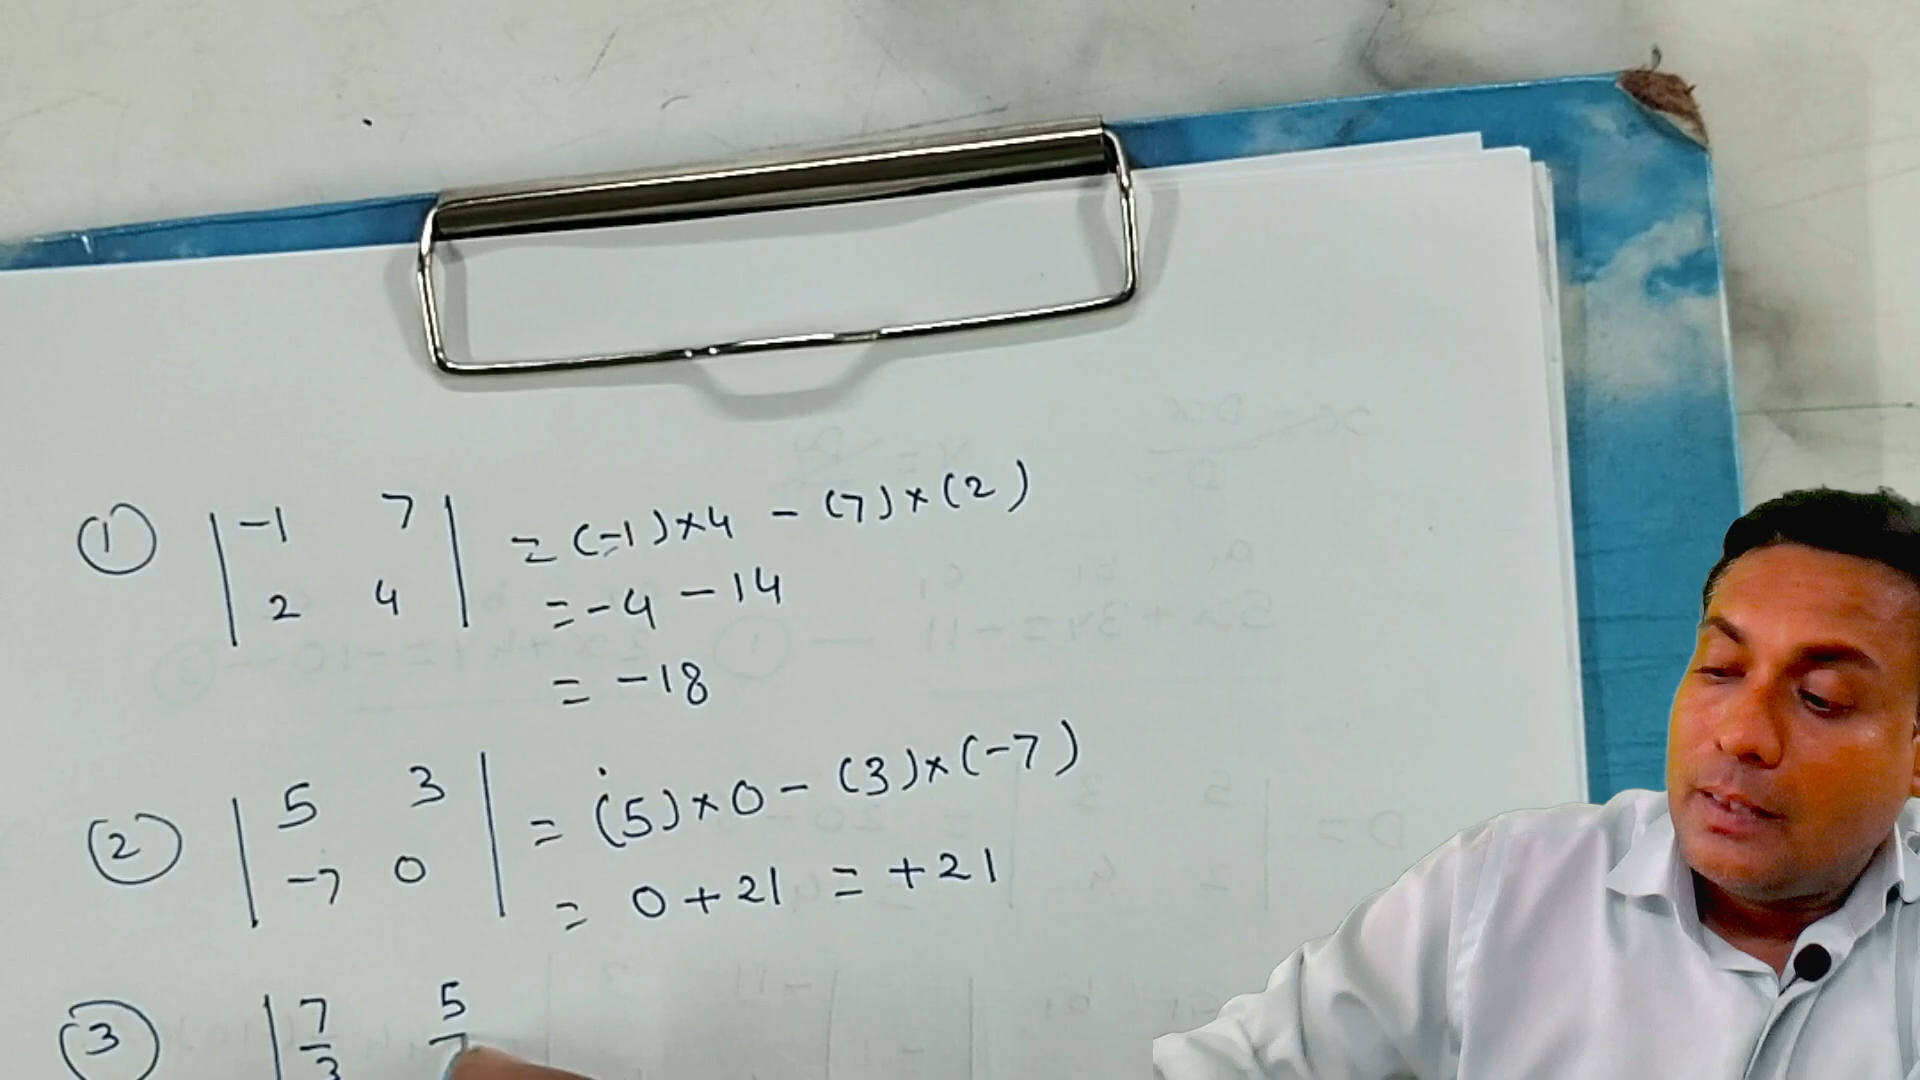 ① | -1 7 | = (-1)×4 - (7)×(2)
| 2 4 | = -4 - 14
= -18
② | 5 3 | = (5)×0 - (3)×(-7)
| -7 0 | = 0+21 = +21
③ | 7/3 5